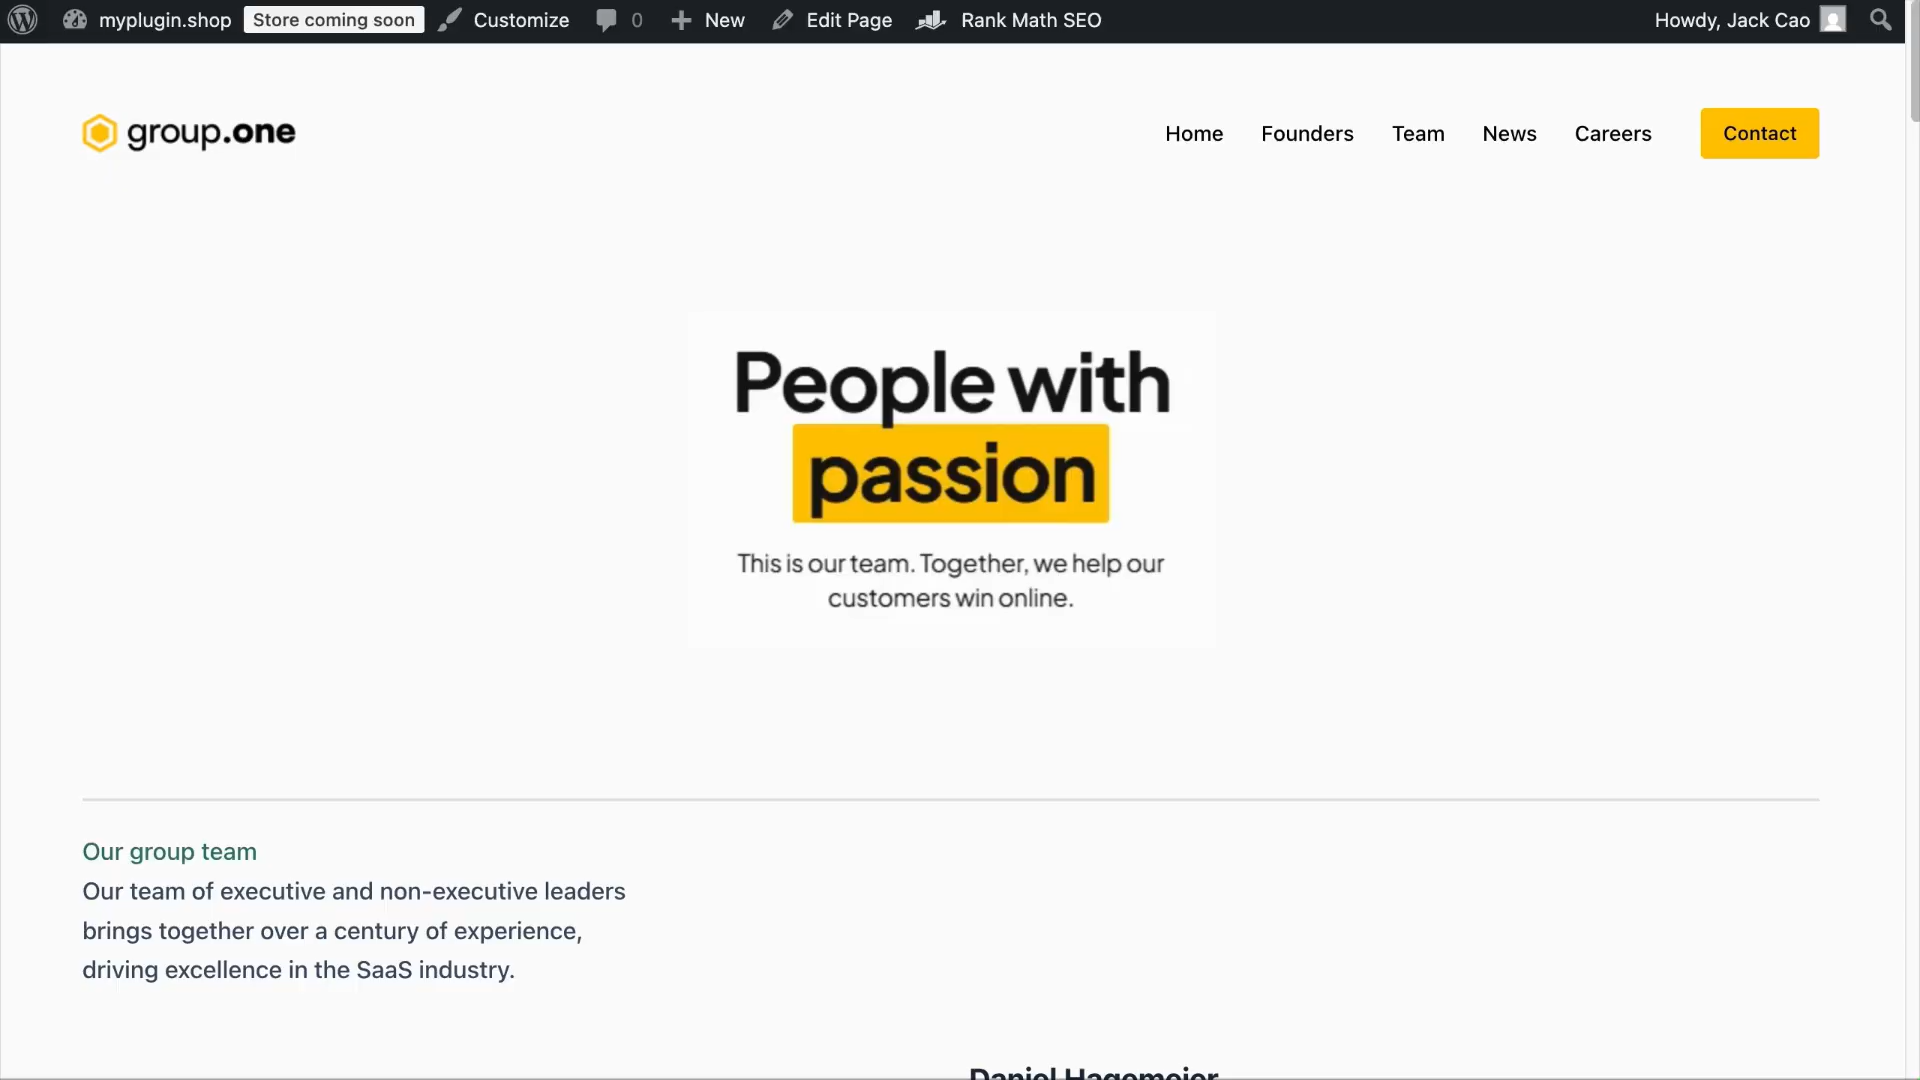 myplugin.shop Store coming soon Customize 0 New Edit Page Rank Math SEO Howdy, Jack Cao
group.one Home Founders Team News Careers Contact
People with
passion
This is our team. Together, we help our
customers win online.
Our group team
Our team of executive and non-executive leaders
brings together over a century of experience,
driving excellence in the SaaS industry.
Daniel Hagemeier